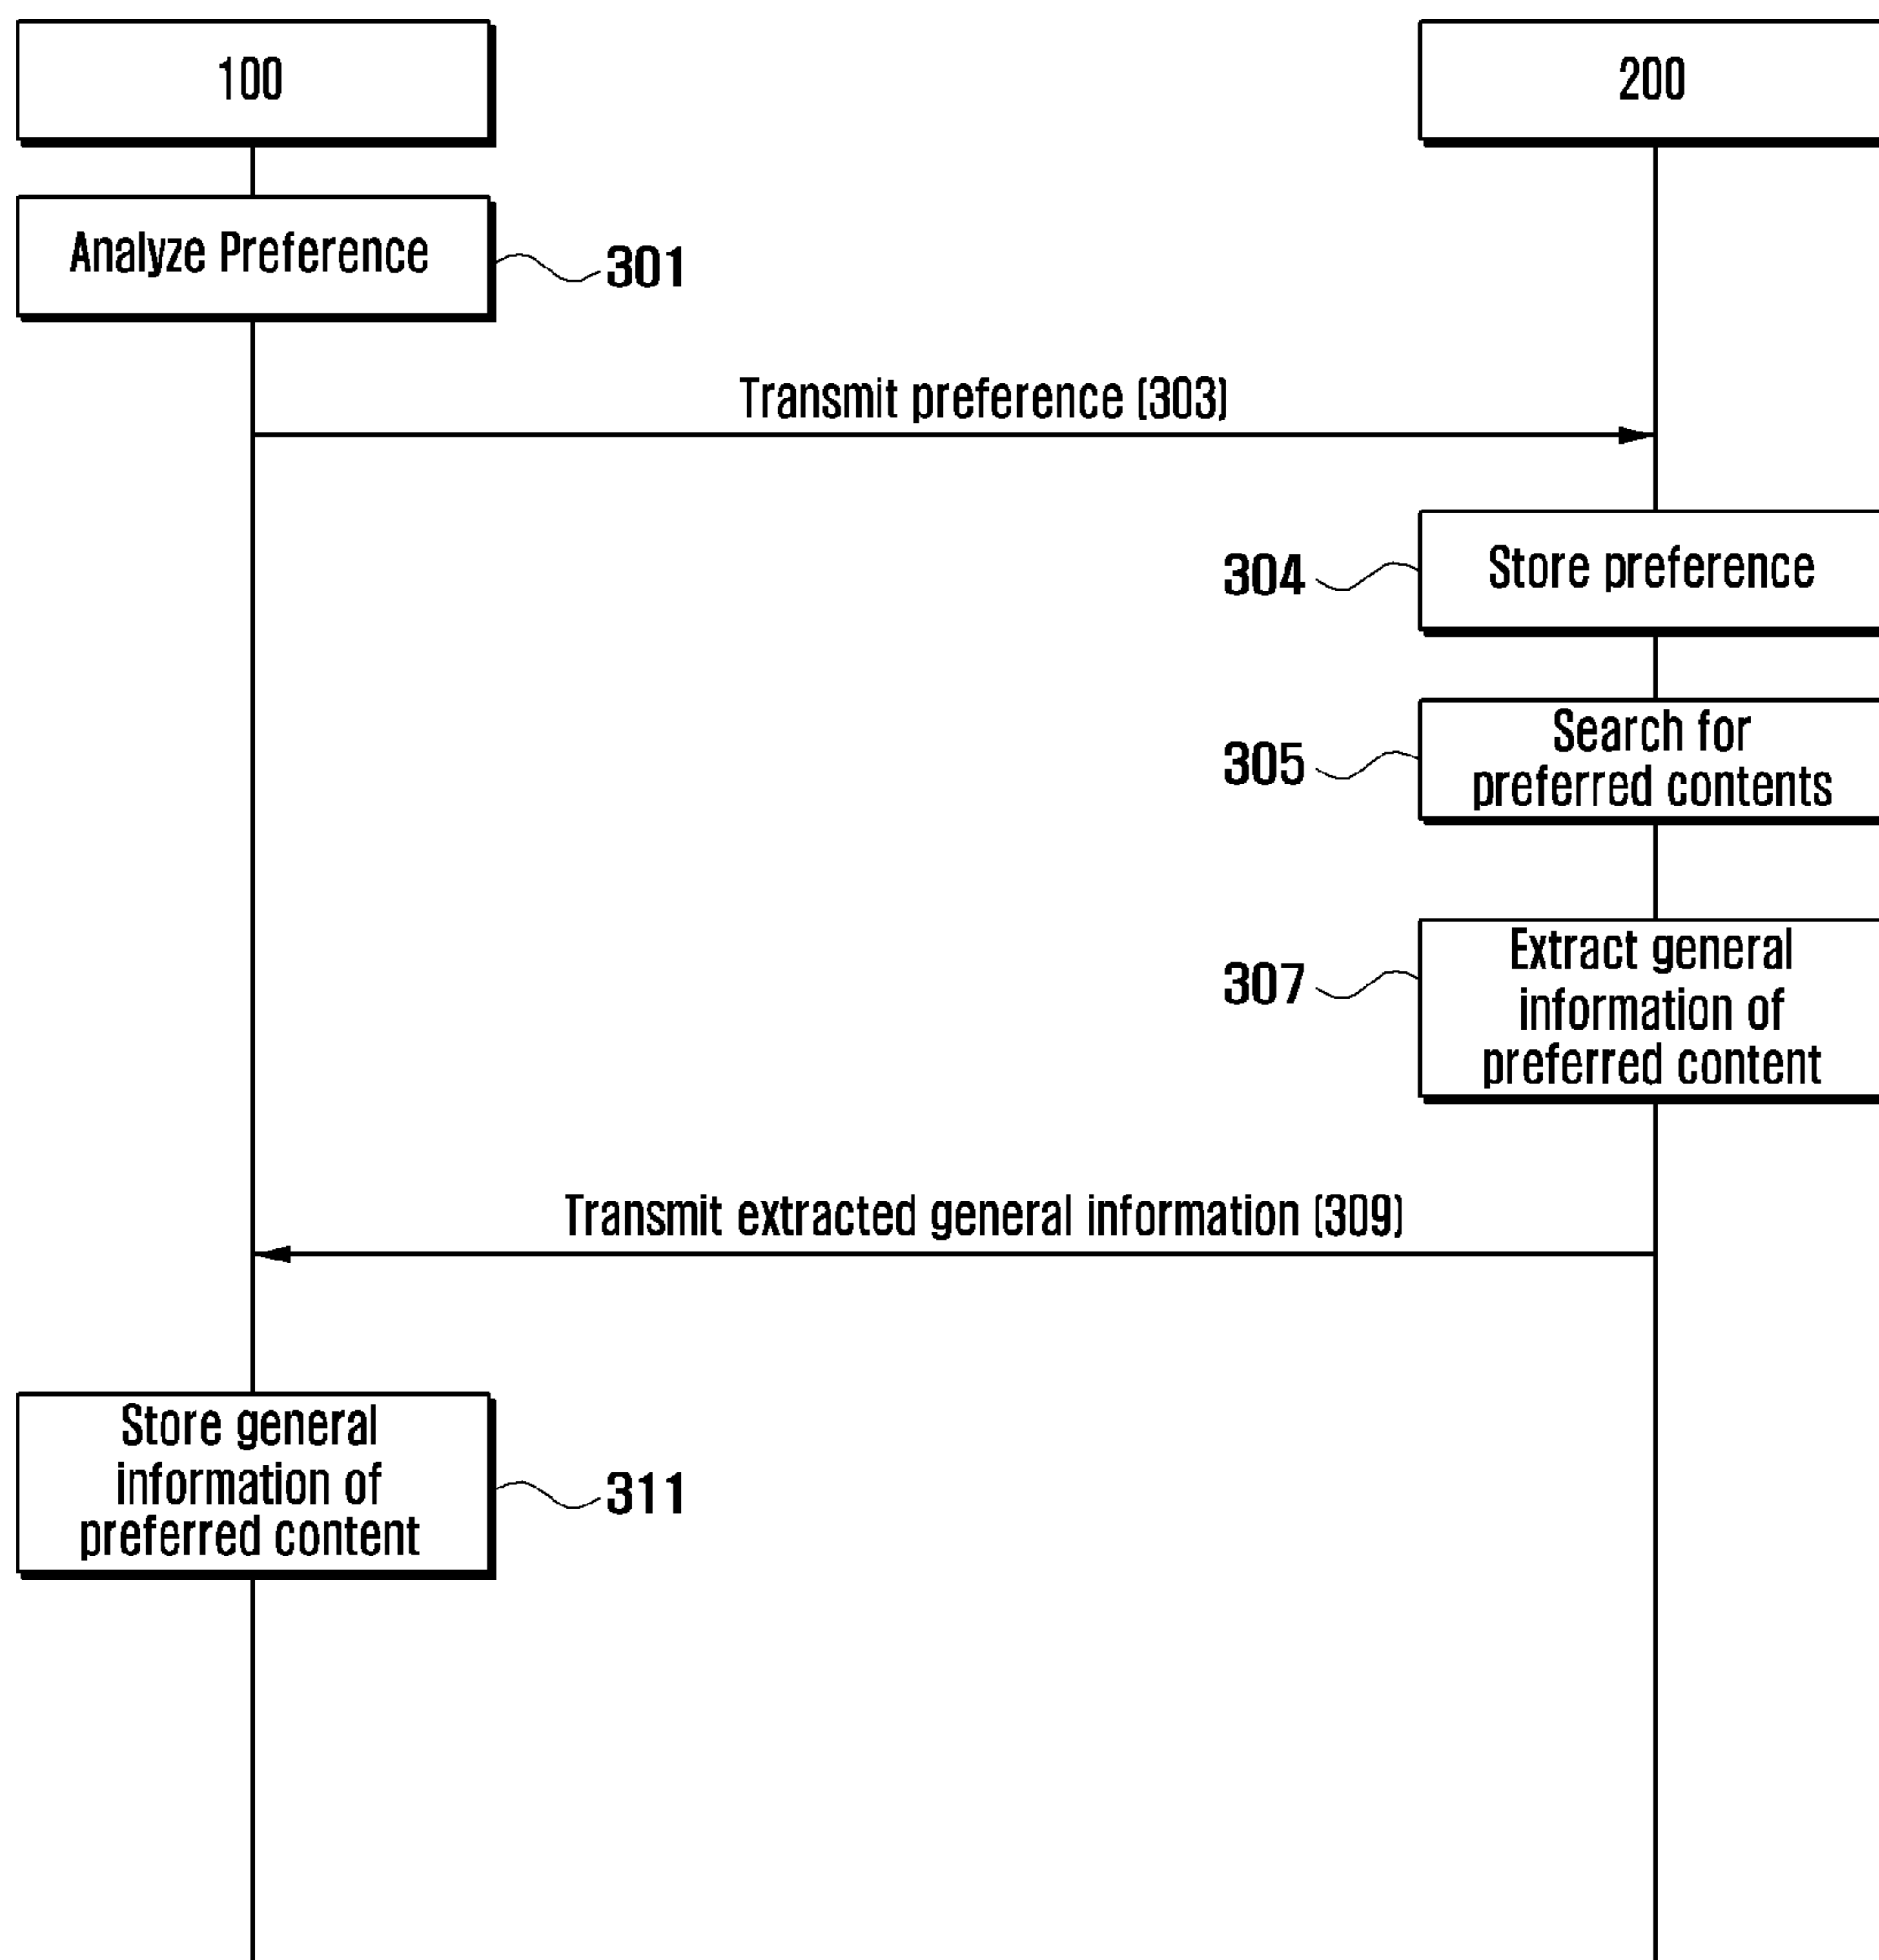 100
200
Analyze Preference
301
Transmit preference (303)
304
Store preference
305
Search for
preferred contents
307
Extract general
information of
preferred content
Transmit extracted general information (309)
Store general
information of
preferred content
311